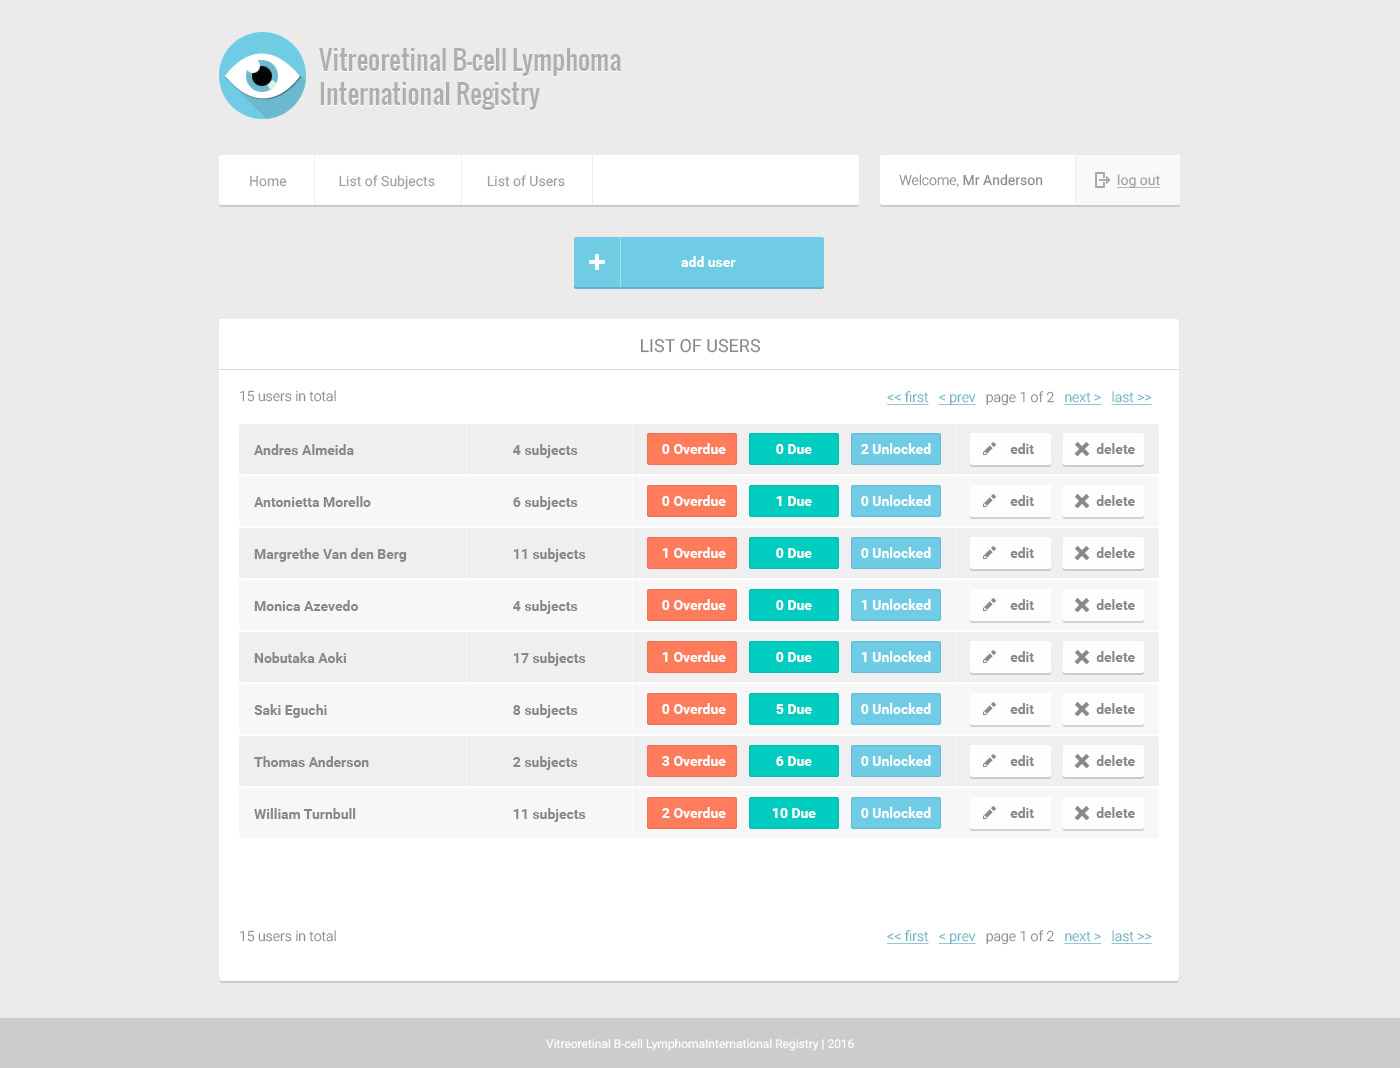 Vitreoretinal B-cell Lymphoma
International Registry
Home List of Subjects List of Users
Welcome, Mr Anderson log out
add user
LIST OF USERS
15 users in total << first < prev page 1 of 2 next > last >>
Andres Almeida 4 subjects 0 Overdue 0 Due 2 Unlocked edit delete
Antonietta Morello 6 subjects 0 Overdue 1 Due 0 Unlocked edit delete
Margrethe Van den Berg 11 subjects 1 Overdue 0 Due 0 Unlocked edit delete
Monica Azevedo 4 subjects 0 Overdue 0 Due 1 Unlocked edit delete
Nobutaka Aoki 17 subjects 1 Overdue 0 Due 1 Unlocked edit delete
Saki Eguchi 8 subjects 0 Overdue 5 Due 0 Unlocked edit delete
Thomas Anderson 2 subjects 3 Overdue 6 Due 0 Unlocked edit delete
William Turnbull 11 subjects 2 Overdue 10 Due 0 Unlocked edit delete
15 users in total << first < prev page 1 of 2 next > last >>
Vitreoretinal B-cell LymphomaInternational Registry | 2016